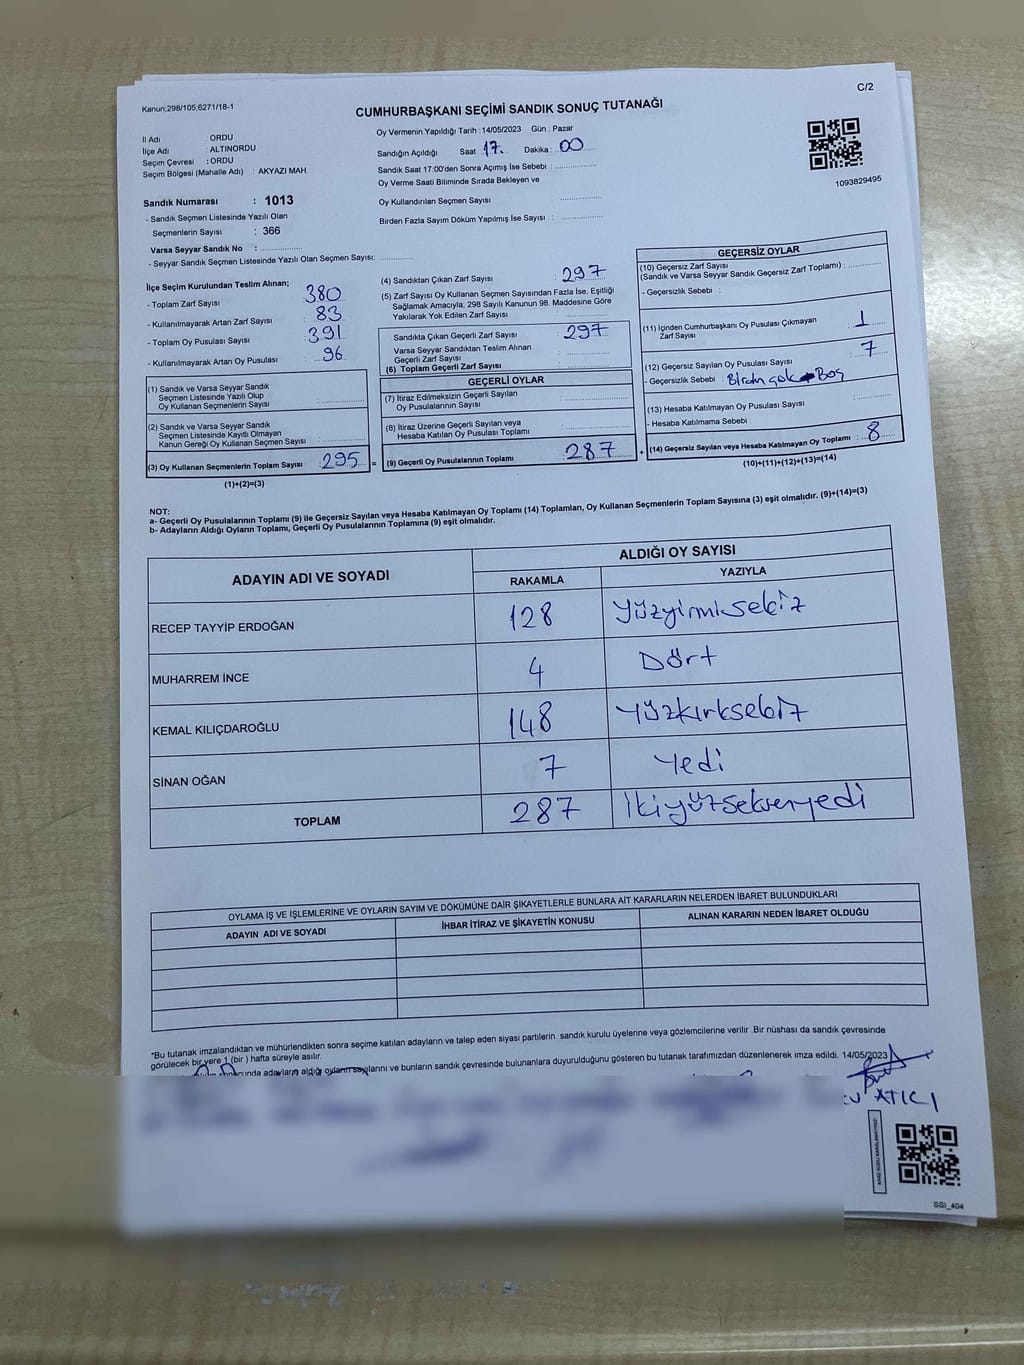 Kanun;298/105,6271/18-1
C/2
CUMHURBAŞKANI SEÇİMİ SANDIK SONUÇ TUTANAĞI
İl Adı : ORDU
İlçe Adı : ALTINORDU
Seçim Çevresi : ORDU
Seçim Bölgesi (Mahalle Adı) : AKYAZI MAH.
Sandık Numarası : 1013
- Sandık Seçmen Listesinde Yazılı Olan
Seçmenlerin Sayısı : 366
Varsa Seyyar Sandık No :
- Seyyar Sandık Seçmen Listesinde Yazılı Olan Seçmen Sayısı:
Oy Vermenin Yapıldığı Tarih : 14/05/2023 Gün : Pazar
Sandığın Açıldığı Saat : 17. Dakika : 00
Sandık Saat 17:00'den Sonra Açımış İse Sebebi :
Oy Verme Saati Bitiminde Sırada Bekleyen ve
Oy Kullandırılan Seçmen Sayısı :
Birden Fazla Sayım Döküm Yapılmış İse Sayısı :
1093829495
İlçe Seçim Kurulundan Teslim Alınan;
- Toplam Zarf Sayısı : 380
- Kullanılmayarak Artan Zarf Sayısı : 83
- Toplam Oy Pusulası Sayısı : 391
- Kullanılmayarak Artan Oy Pusulası : 96
(1) Sandık ve Varsa Seyyar Sandık
Seçmen Listesinde Yazılı Olup
Oy Kullanan Seçmenlerin Sayısı :
(2) Sandık ve Varsa Seyyar Sandık
Seçmen Listesinde Kayıtlı Olmayan
Kanun Gereği Oy Kullanan Seçmen Sayısı :
(3) Oy Kullanan Seçmenlerin Toplam Sayısı : 295 =
(1)+(2)=(3)
(4) Sandıktan Çıkan Zarf Sayısı : 297
(5) Zarf Sayısı Oy Kullanan Seçmen Sayısından Fazla İse, Eşitliği
Sağlamak Amacıyla, 298 Sayılı Kanunun 98. Maddesine Göre
Yakılarak Yok Edilen Zarf Sayısı :
Sandıkta Çıkan Geçerli Zarf Sayısı : 297
Varsa Seyyar Sandıktan Teslim Alınan
Geçerli Zarf Sayısı :
(6) Toplam Geçerli Zarf Sayısı :
GEÇERLİ OYLAR
(7) İtiraz Edilmeksizin Geçerli Sayılan
Oy Pusulalarının Sayısı :
(8) İtiraz Üzerine Geçerli Sayılan veya
Hesaba Katılan Oy Pusulası Toplamı :
(9) Geçerli Oy Pusulalarının Toplamı : 287 +
GEÇERSİZ OYLAR
(10) Geçersiz Zarf Sayısı
(Sandık ve Varsa Seyyar Sandık Geçersiz Zarf Toplamı) :
- Geçersizlik Sebebi :
(11) İçinden Cumhurbaşkanı Oy Pusulası Çıkmayan
Zarf Sayısı : 1
(12) Geçersiz Sayılan Oy Pusulası Sayısı : 7
- Geçersizlik Sebebi : Birden çok Boş
(13) Hesaba Katılmayan Oy Pusulası Sayısı :
- Hesaba Katılmama Sebebi :
(14) Geçersiz Sayılan veya Hesaba Katılmayan Oy Toplamı : 8
(10)+(11)+(12)+(13)=(14)
NOT:
a- Geçerli Oy Pusulalarının Toplamı (9) ile Geçersiz Sayılan veya Hesaba Katılmayan Oy Toplamı (14) Toplamları, Oy Kullanan Seçmenlerin Toplam Sayısına (3) eşit olmalıdır. (9)+(14)=(3)
b- Adayların Aldığı Oyların Toplamı, Geçerli Oy Pusulalarının Toplamına (9) eşit olmalıdır.
ADAYIN ADI VE SOYADI
ALDIĞI OY SAYISI
RAKAMLA YAZIYLA
RECEP TAYYİP ERDOĞAN 128 Yüzyirmisekiz
MUHARREM İNCE 4 Dört
KEMAL KILIÇDAROĞLU 148 Yüzkırksekiz
SİNAN OĞAN 7 Yedi
TOPLAM 287 İkiyüzseksenyedi
OYLAMA İŞ VE İŞLEMLERİNE VE OYLARIN SAYIM VE DÖKÜMÜNE DAİR ŞİKAYETLERLE BUNLARA AİT KARARLARIN NELERDEN İBARET BULUNDUKLARI
ADAYIN ADI VE SOYADI İHBAR İTİRAZ VE ŞİKAYETİN KONUSU ALINAN KARARIN NEDEN İBARET OLDUĞU
*Bu tutanak imzalandıktan ve mühürlendikten sonra seçime katılan adayların ve talep eden siyasi partilerin sandık kurulu üyelerine veya gözlemcilerine verilir .Bir nüshası da sandık çevresinde
görülecek bir yere 1 (bir ) hafta süreyle asılır.
adayların aldığı oyların sayılarını ve bunların sandık çevresinde bulunanlara duyurulduğunu gösteren bu tutanak tarafımızdan düzenlenerek imza edildi. 14/05/2023
ATICI
SSI_404